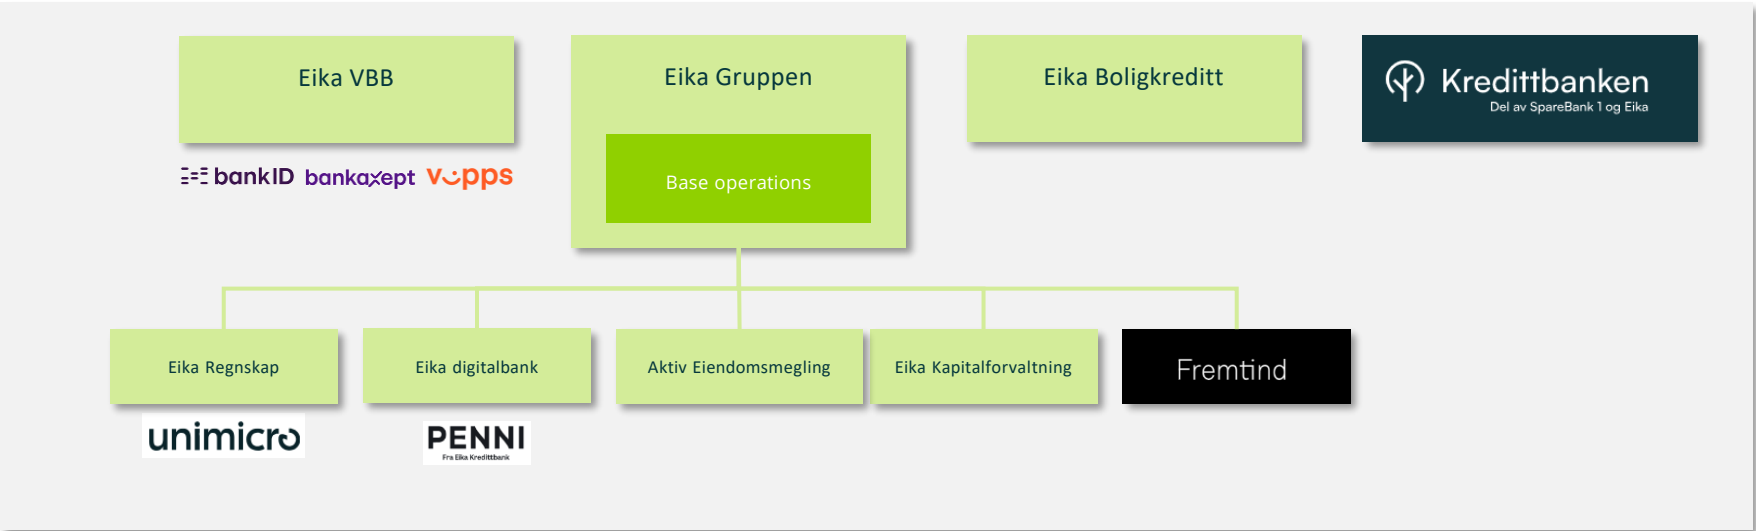 Eika VBB
Eika Gruppen
Eika Boligkreditt
Kredittbanken
Del av SpareBank 1 og Eika
bankID bankaxept vipps
Base operations
Eika Regnskap
Eika digitalbank
Aktiv Eiendomsmegling
Eika Kapitalforvaltning
Fremtind
unimicro
PENNI
Fra Eika Kredittbank